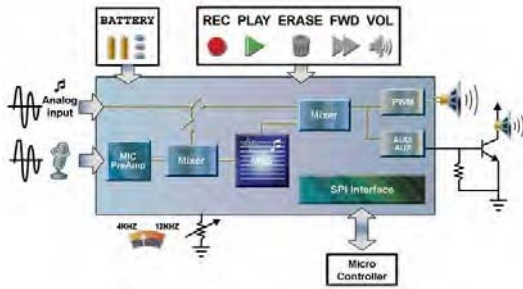 BATTERY
REC PLAY ERASE FWD VOL
Analog
input
Mixer
PWM
AUD/
AUX
MIC
PreAmp
Mixer
SPI Interface
4KHZ 12KHZ
Micro
Controller